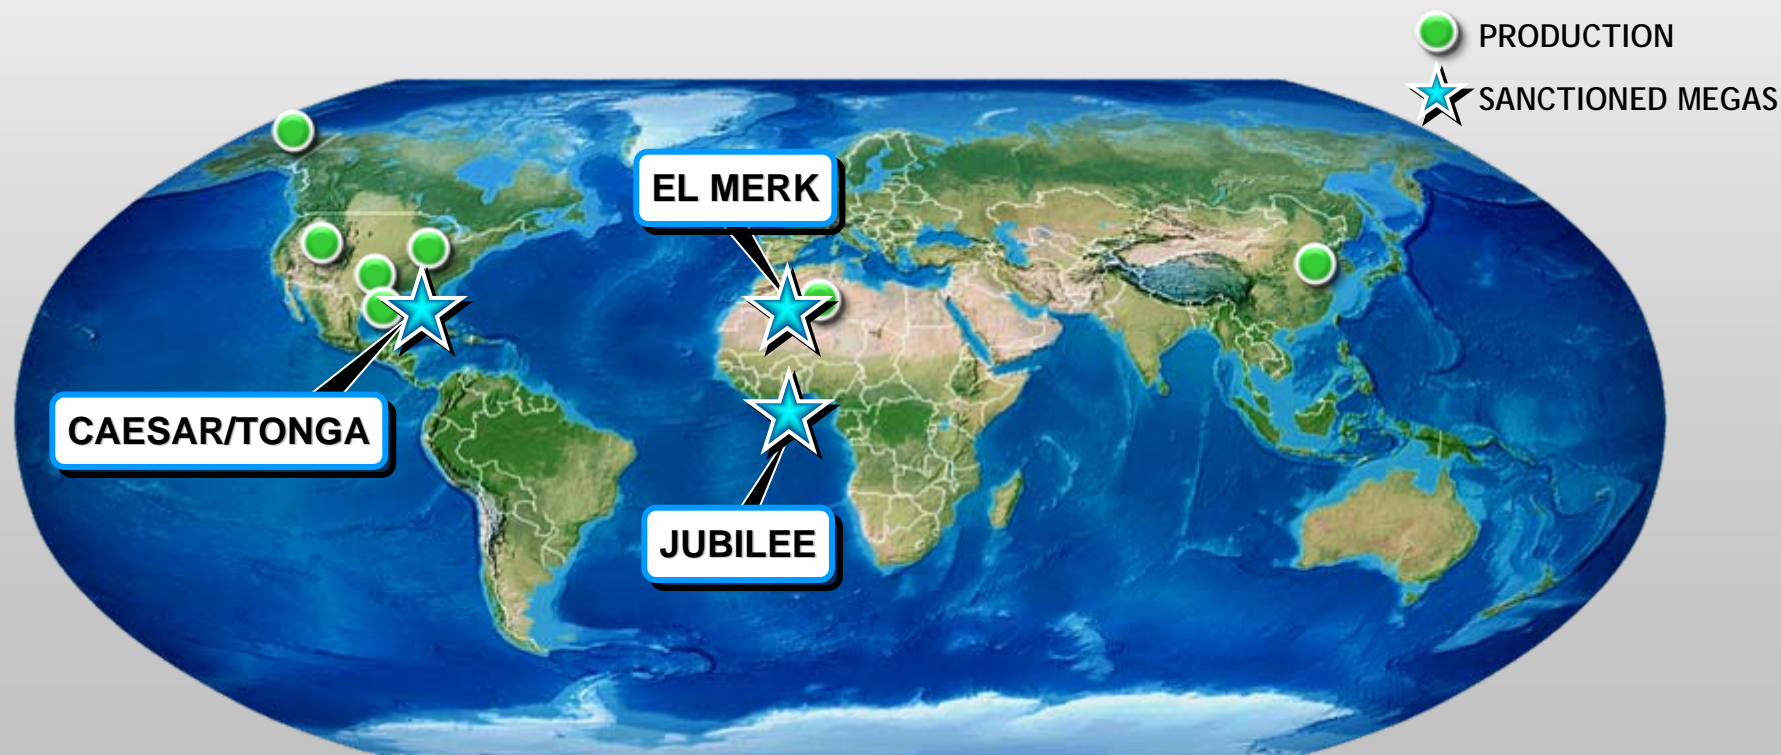 PRODUCTION
SANCTIONED MEGAS
EL MERK
CAESAR/TONGA
JUBILEE